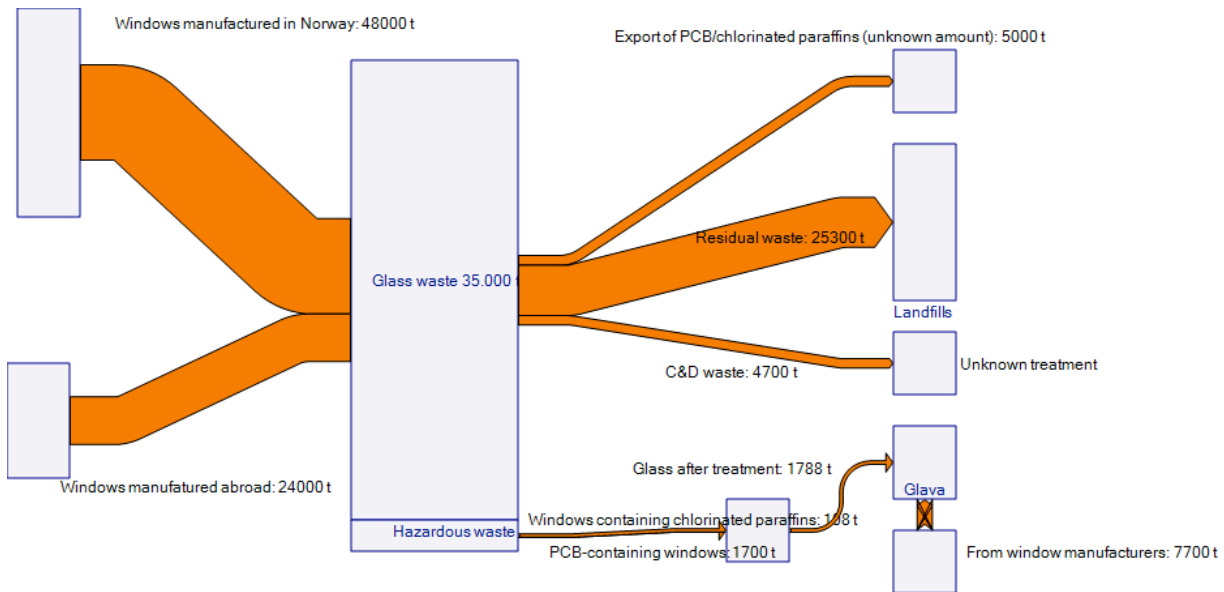 Windows manufactured in Norway: 48000 t
Export of PCB/chlorinated paraffins (unknown amount): 5000 t
Residual waste: 25300 t
Glass waste 35.000 t
Landfills
Unknown treatment
C&D waste: 4700 t
Glass after treatment: 1788 t
Windows manufatured abroad: 24000 t
Glava
Windows containing chlorinated paraffins: 108 t
Hazardous waste
PCB-containing windows: 1700 t
From window manufacturers: 7700 t